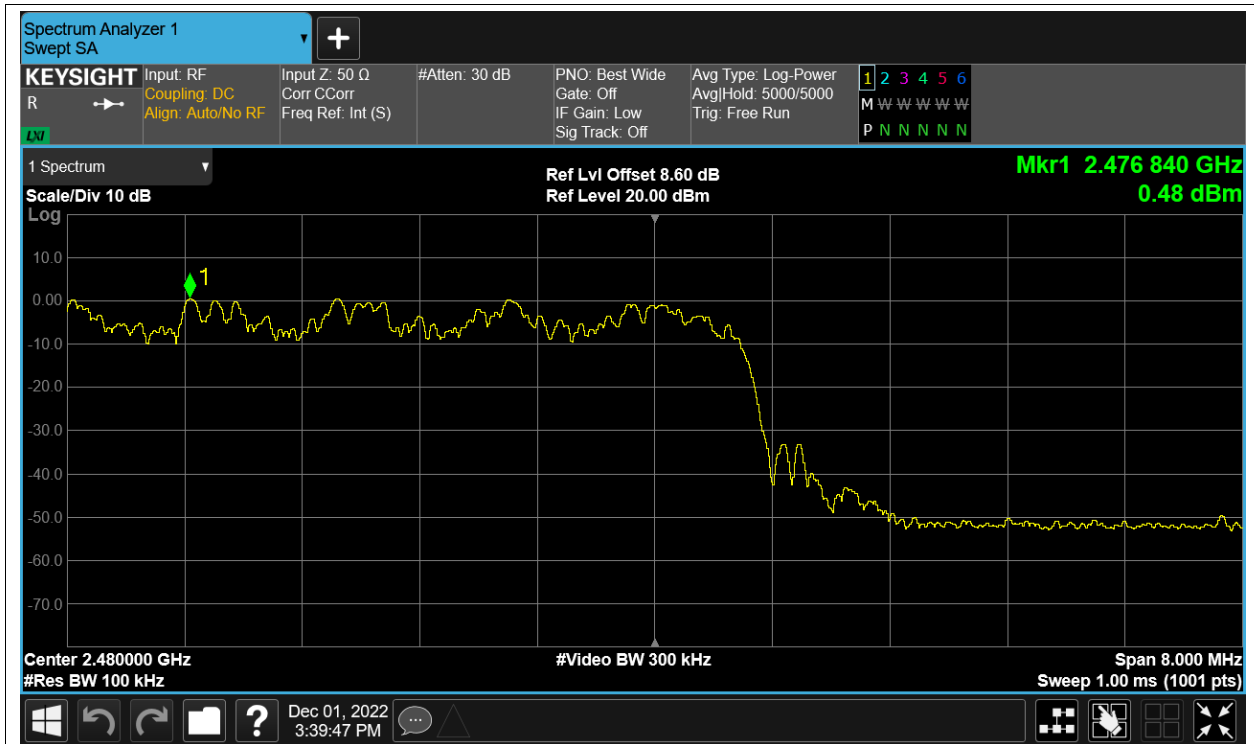 Spectrum Analyzer 1
Swept SA
KEYSIGHT
R
LXI
Input: RF
Coupling: DC
Align: Auto/No RF
Input Z: 50 Ω
Corr CCorr
Freq Ref: Int (S)
#Atten: 30 dB
PNO: Best Wide
Gate: Off
IF Gain: Low
Sig Track: Off
Avg Type: Log-Power
Avg|Hold: 5000/5000
Trig: Free Run
1 2 3 4 5 6
M W W W W W
P N N N N N
1 Spectrum
Scale/Div 10 dB
Ref Lvl Offset 8.60 dB
Ref Level 20.00 dBm
Mkr1 2.476 840 GHz
0.48 dBm
Log
10.0
0.00
-10.0
-20.0
-30.0
-40.0
-50.0
-60.0
-70.0
1
Center 2.480000 GHz
#Video BW 300 kHz
Span 8.000 MHz
#Res BW 100 kHz
Sweep 1.00 ms (1001 pts)
?
Dec 01, 2022
3:39:47 PM